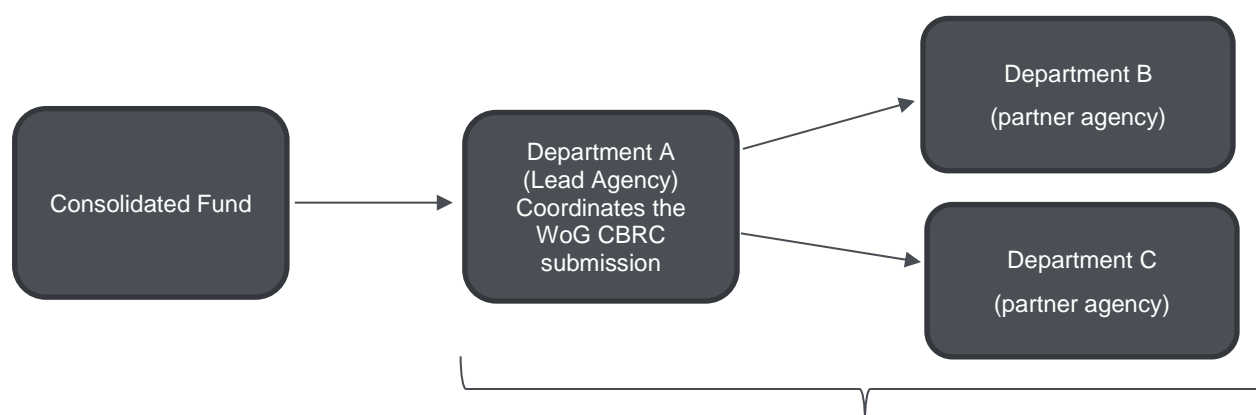 Consolidated Fund
Department A
(Lead Agency)
Coordinates the
WoG CBRC
submission
Department B
(partner agency)
Department C
(partner agency)